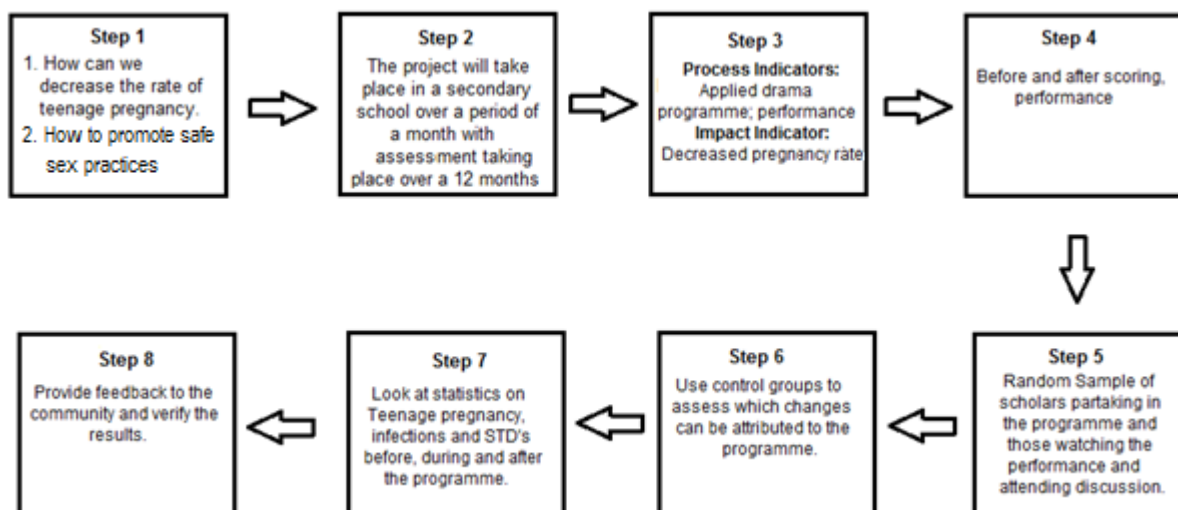 Step 1
1. How can we
decrease the rate of
teenage pregnancy.
2. How to promote safe
sex practices
Step 2
The project will take
place in a secondary
school over a period of
a month with
assessment taking
place over a 12 months
Step 3
Process Indicators:
Applied drama
programme; performance
Impact Indicator:
Decreased pregnancy rate
Step 4
Before and after scoring,
performance
Step 5
Random Sample of
scholars partaking in
the programme and
those watching the
performance and
attending discussion.
Step 6
Use control groups to
assess which changes
can be attributed to the
programme.
Step 7
Look at statistics on
Teenage pregnancy,
infections and STD's
before, during and after
the programme.
Step 8
Provide feedback to the
community and verify the
results.